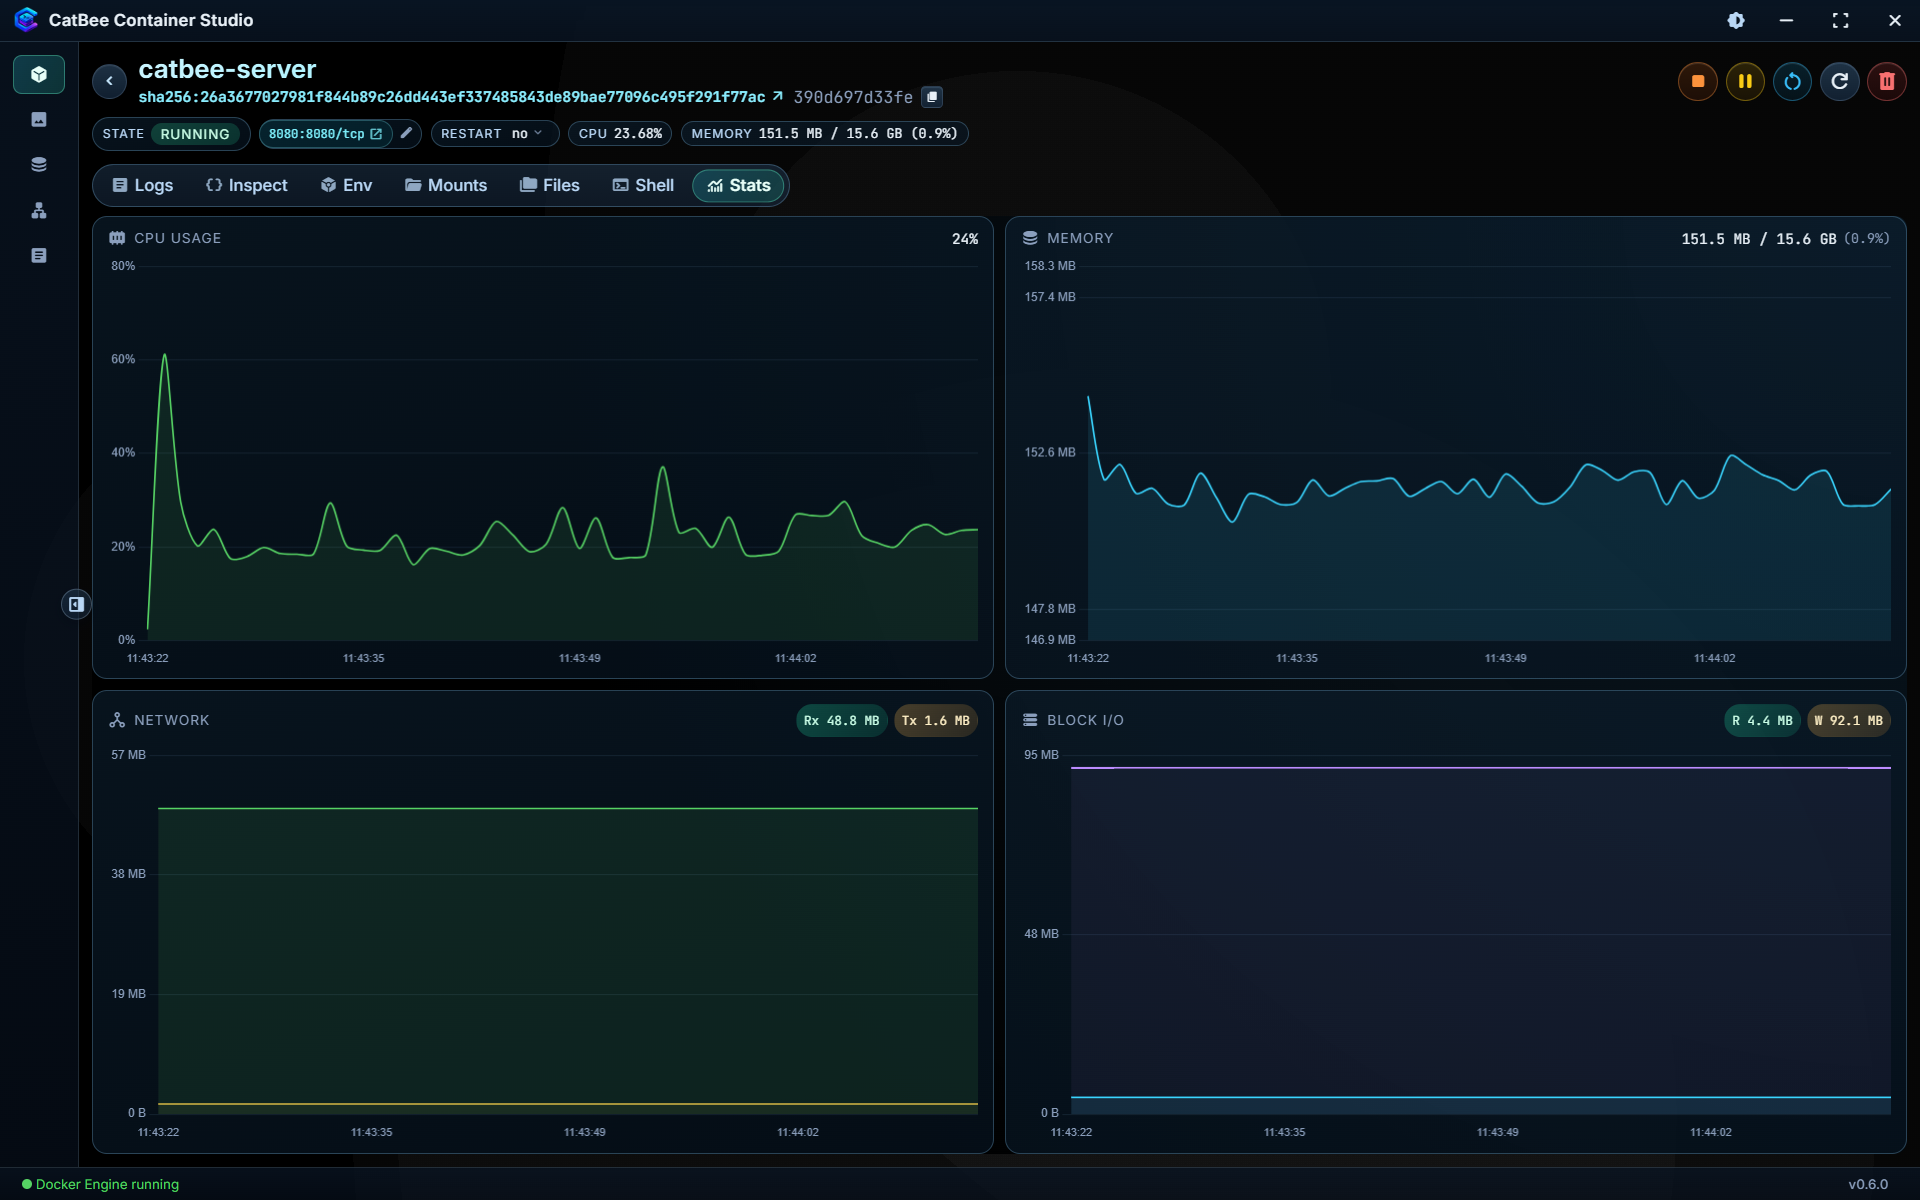 CatBee Container Studio
catbee-server
sha256:26a3677027981f844b89c26dd443ef337485843de89bae77096c495f291f77ac 390d697d33fe
STATE RUNNING 8080:8080/tcp RESTART no CPU 23.68% MEMORY 151.5 MB / 15.6 GB (0.9%)
Logs Inspect Env Mounts Files Shell Stats
CPU USAGE 24%
80%
60%
40%
20%
0%
11:43:22 11:43:35 11:43:49 11:44:02
MEMORY 151.5 MB / 15.6 GB (0.9%)
158.3 MB
157.4 MB
152.6 MB
147.8 MB
146.9 MB
11:43:22 11:43:35 11:43:49 11:44:02
NETWORK Rx 48.8 MB Tx 1.6 MB
57 MB
38 MB
19 MB
0 B
11:43:22 11:43:35 11:43:49 11:44:02
BLOCK I/O R 4.4 MB W 92.1 MB
95 MB
48 MB
0 B
11:43:22 11:43:35 11:43:49 11:44:02
Docker Engine running v0.6.0